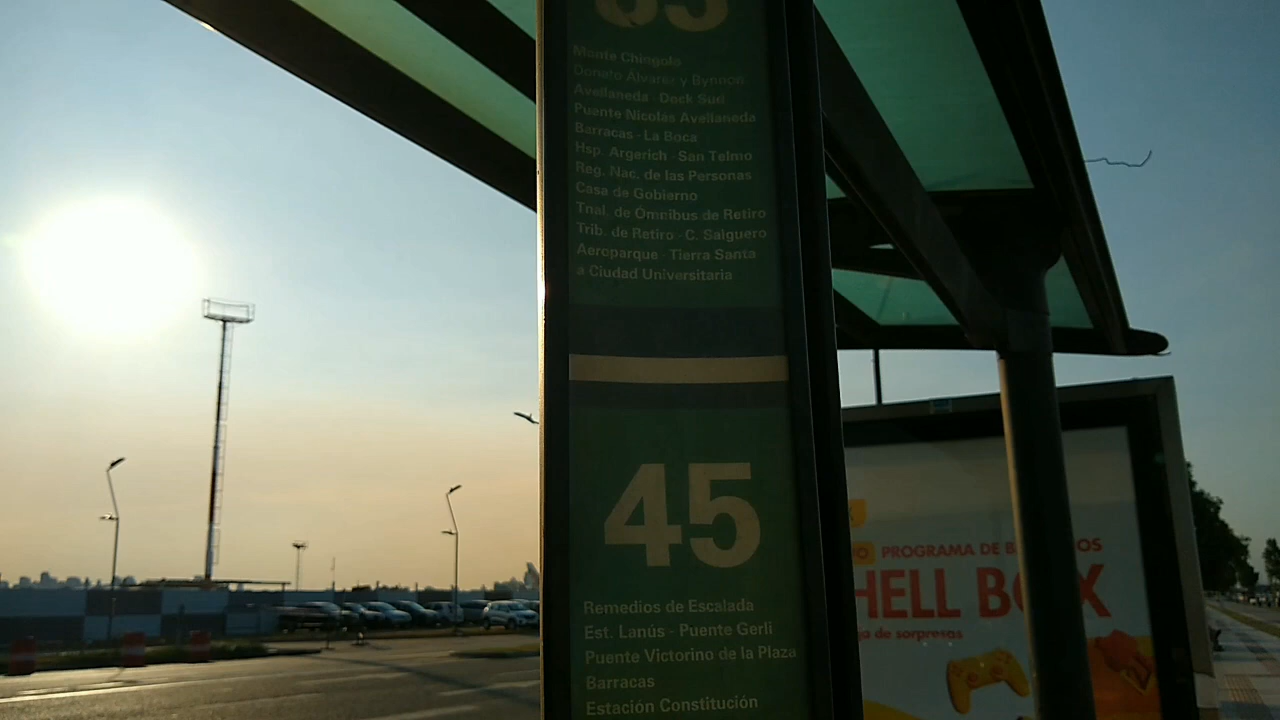 Monte Chingolo
Donato Alvarez y Bynnon
Avellaneda · Dock Sud
Puente Nicolás Avellaneda
Barracas · La Boca
Hsp. Argerich · San Telmo
Reg. Nac. de las Personas
Casa de Gobierno
Tnal. de Ómnibus de Retiro
Trib. de Retiro · C. Salguero
Aeroparque · Tierra Santa
a Ciudad Universitaria
45
Remedios de Escalada
Est. Lanús · Puente Gerli
Puente Victorino de la Plaza
Barracas
Estación Constitución
PROGRAMA DE
HELL
de sorpresas